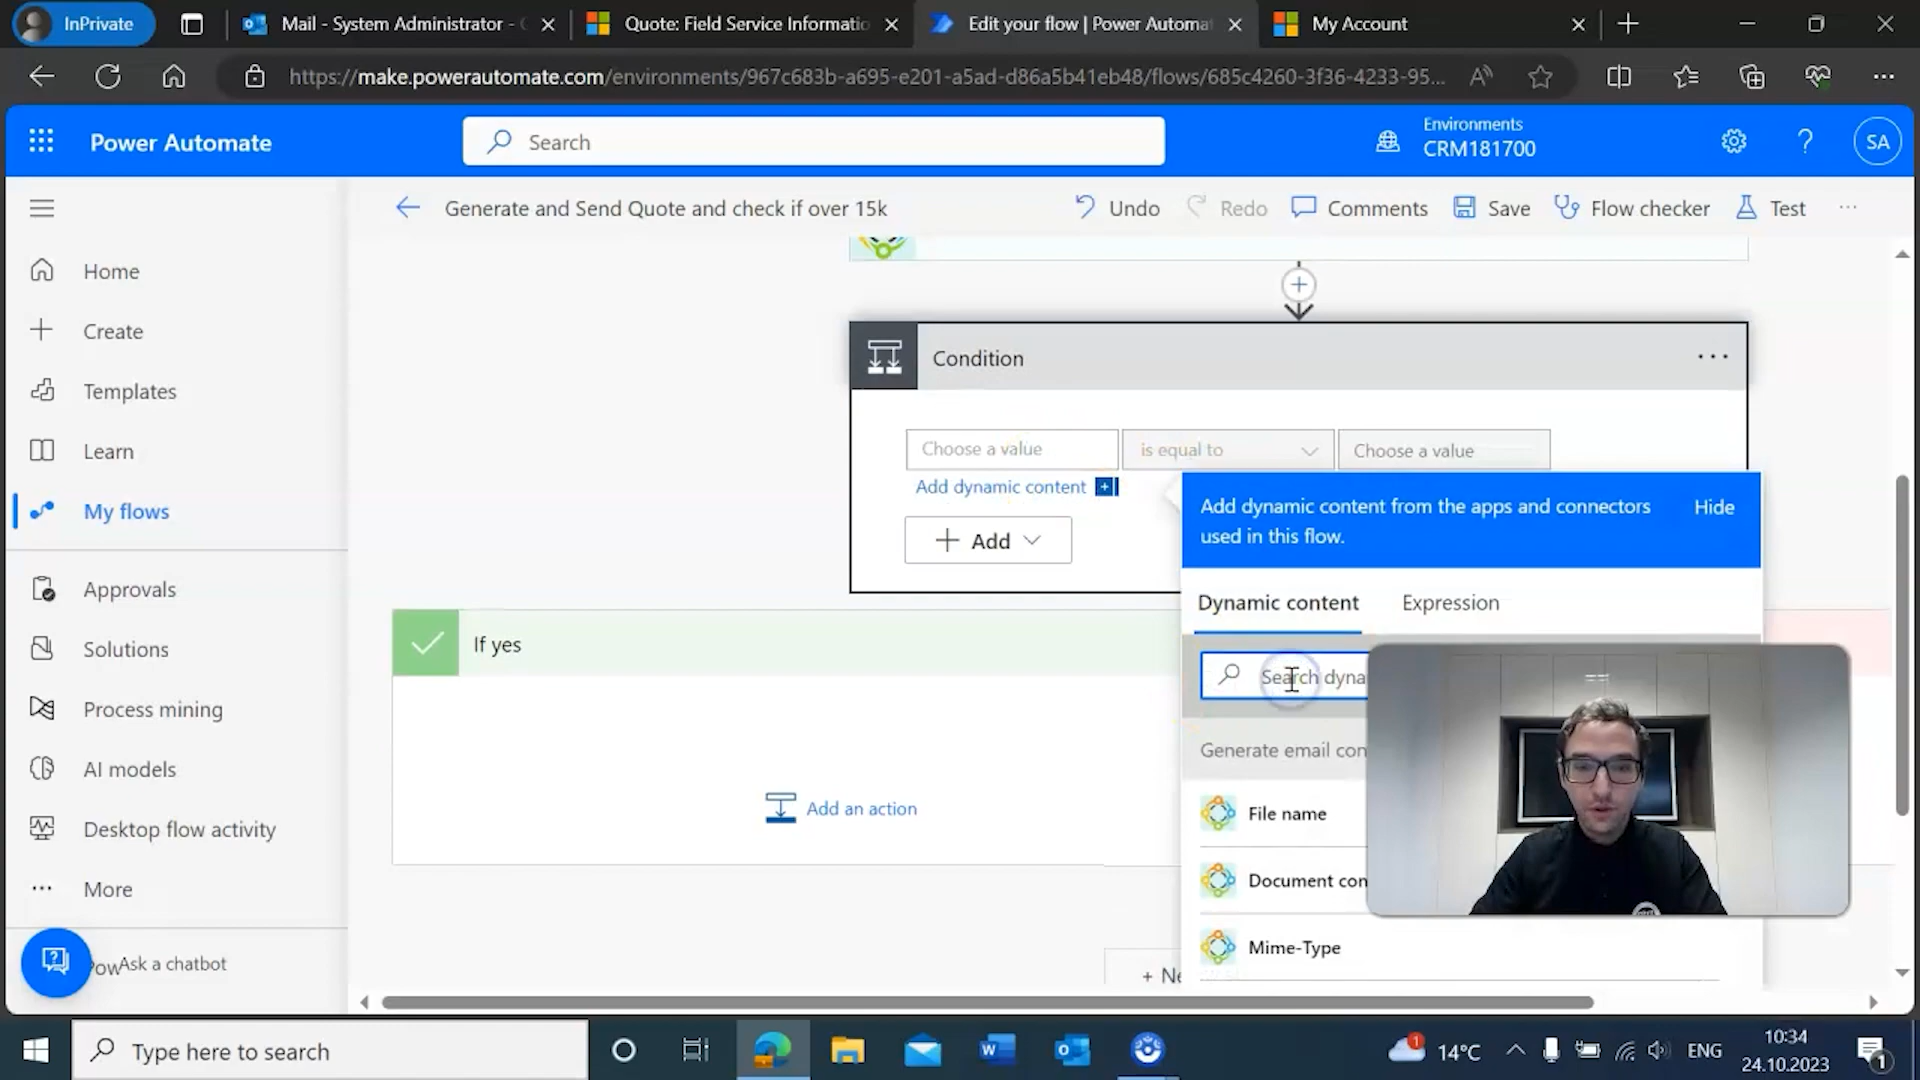 InPrivate
Mail - System Administrator -
Quote: Field Service Informatio
Edit your flow | Power Automat
My Account
https://make.powerautomate.com/environments/967c683b-a695-e201-a5ad-d86a5b41eb48/flows/685c4260-3f36-4233-95...
Power Automate
Search
Environments
CRM181700
SA
Generate and Send Quote and check if over 15k
Undo
Redo
Comments
Save
Flow checker
Test
Home
Create
Templates
Learn
My flows
Approvals
Solutions
Process mining
AI models
Desktop flow activity
More
Ask a chatbot
Condition
Choose a value
is equal to
Choose a value
Add dynamic content
Add
Add dynamic content from the apps and connectors
used in this flow.
Hide
Dynamic content
Expression
Search dyna
Generate email con
File name
Document con
Mime-Type
If yes
Add an action
+ Ne
Type here to search
1
14°C
ENG
10:34
24.10.2023
1